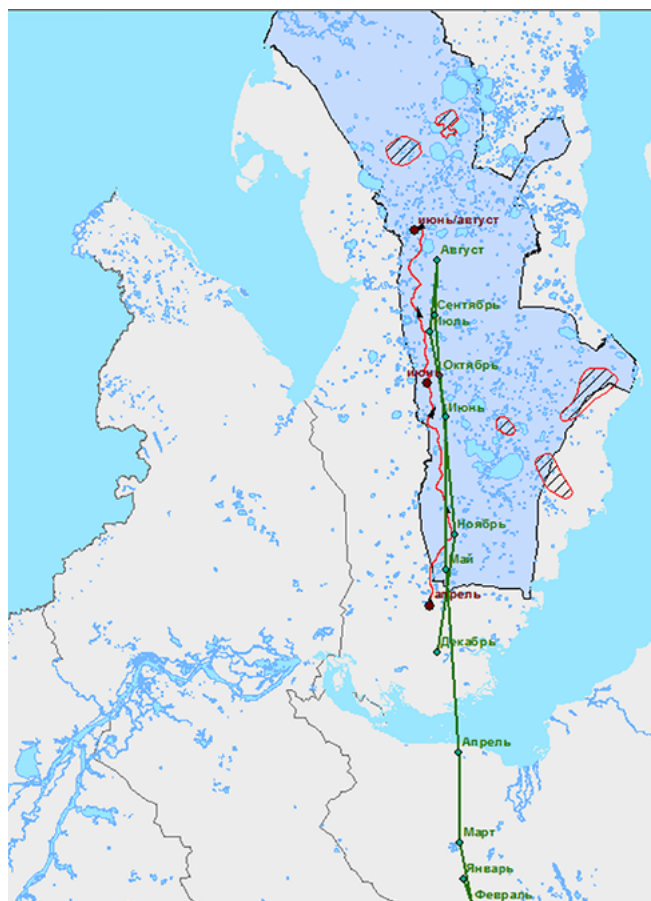 июнь/август
Август
Сентябрь
Июль
Октябрь
июнь
Июнь
Ноябрь
Май
апрель
Декабрь
Апрель
Март
Январь
Февраль